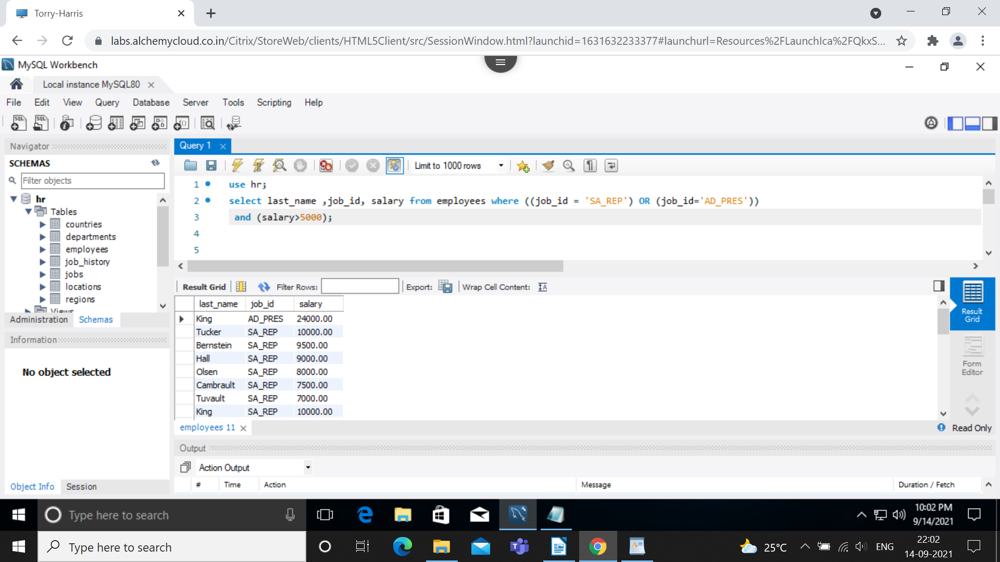 Torry-Harris
labs.alchemycloud.co.in/Citrix/StoreWeb/clients/HTML5Client/src/SessionWindow.html?launchid=1631632233377#launchurl=Resources%2FLaunchIca%2FQkxS...
MySQL Workbench
Local instance MySQL80
File Edit View Query Database Server Tools Scripting Help
Navigator
SCHEMAS
Filter objects
hr
Tables
countries
departments
employees
job_history
jobs
locations
regions
Views
Administration Schemas
Information
No object selected
Object Info Session
Query 1
Limit to 1000 rows
1 use hr;
2 select last_name ,job_id, salary from employees where ((job_id = 'SA_REP') OR (job_id='AD_PRES'))
3 and (salary>5000);
4
5
Result Grid Filter Rows: Export: Wrap Cell Content:
last_name job_id salary
King AD_PRES 24000.00
Tucker SA_REP 10000.00
Bernstein SA_REP 9500.00
Hall SA_REP 9000.00
Olsen SA_REP 8000.00
Cambrault SA_REP 7500.00
Tuvault SA_REP 7000.00
King SA_REP 10000.00
Result
Grid
Form
Editor
employees 11
Read Only
Output
Action Output
# Time Action Message Duration / Fetch
Type here to search
10:02 PM
9/14/2021
Type here to search
25°C
ENG
22:02
14-09-2021